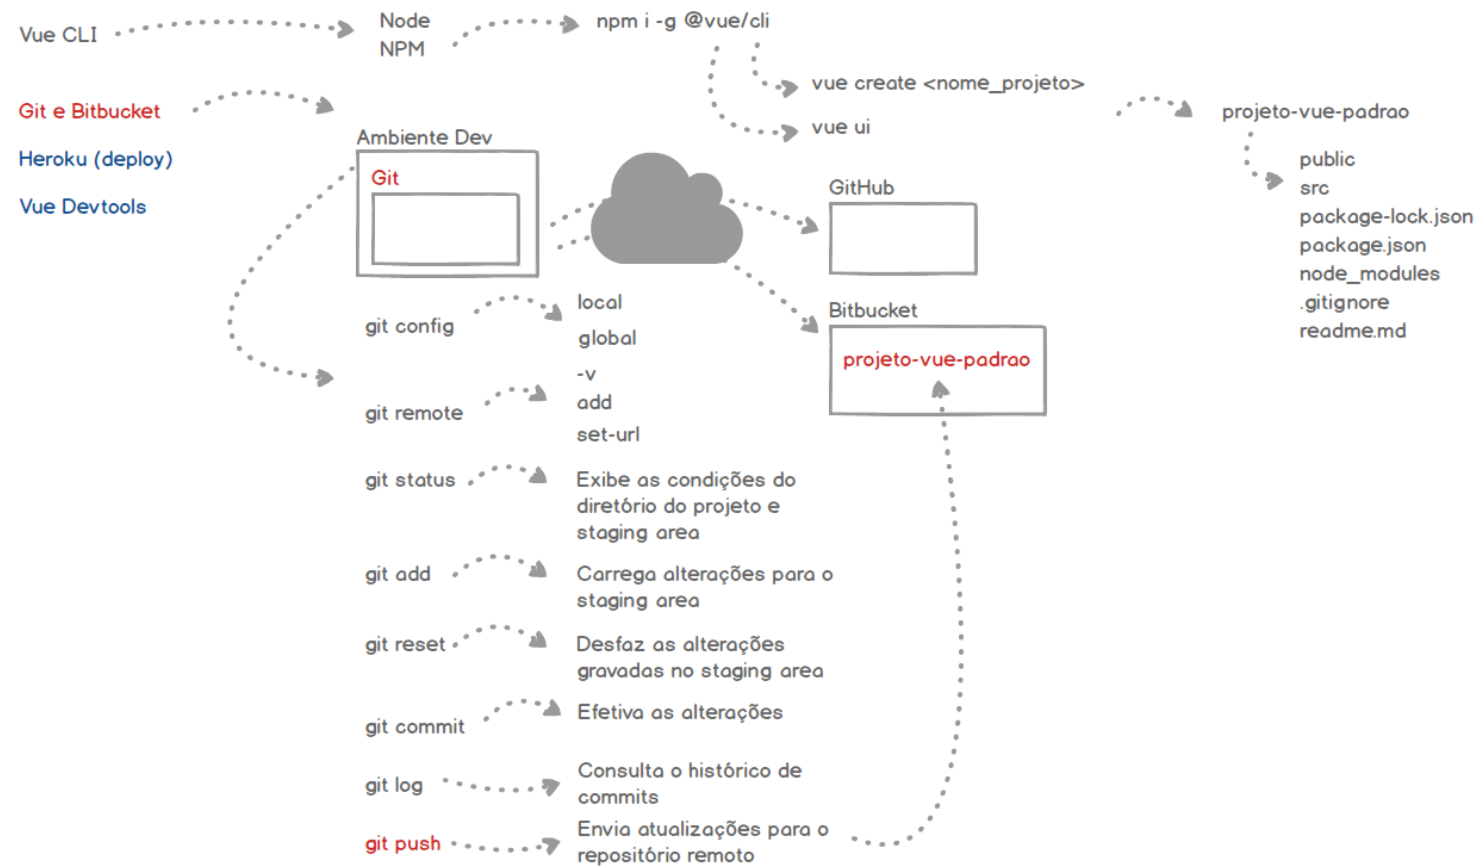 Vue CLI
Node
NPM
npm i -g @vue/cli
vue create <nome_projeto>
vue ui
projeto-vue-padrao
public
src
package-lock.json
package.json
node_modules
.gitignore
readme.md
Git e Bitbucket
Heroku (deploy)
Vue Devtools
Ambiente Dev
Git
GitHub
Bitbucket
projeto-vue-padrao
git config
local
global
git remote
-v
add
set-url
git status
Exibe as condições do
diretório do projeto e
staging area
git add
Carrega alterações para o
staging area
git reset
Desfaz as alterações
gravadas no staging area
git commit
Efetiva as alterações
git log
Consulta o histórico de
commits
git push
Envia atualizações para o
repositório remoto